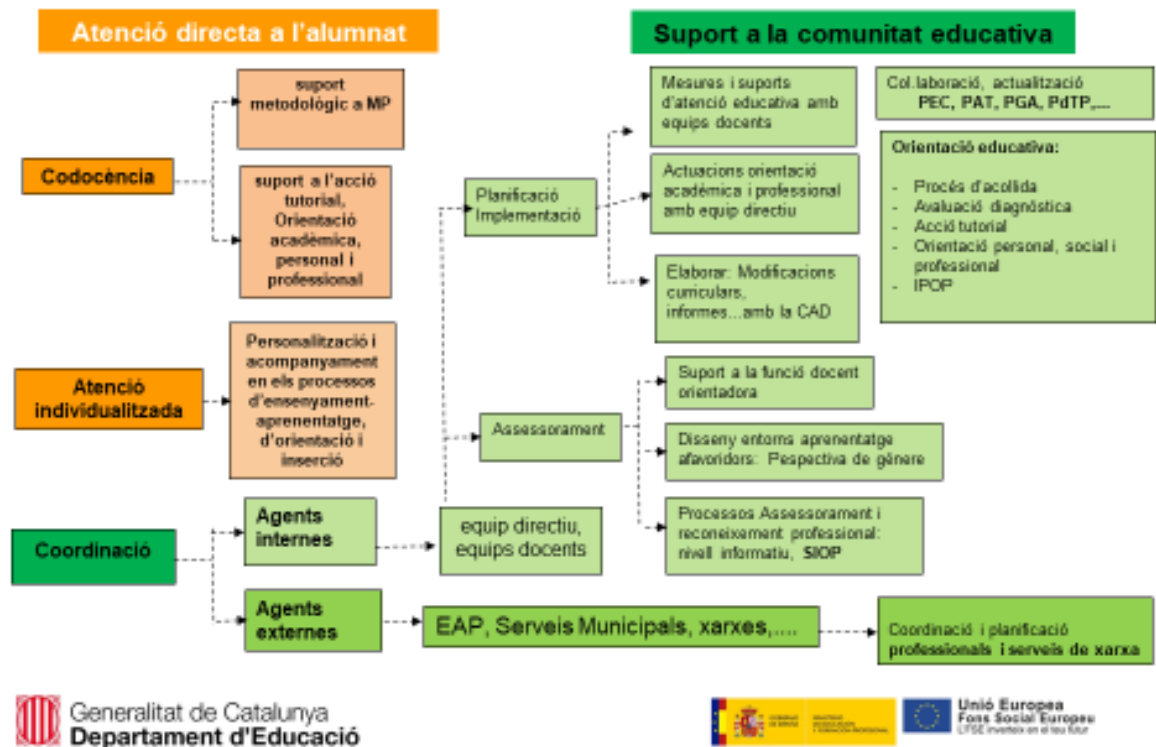 Atenció directa a l'alumnat
Suport a la comunitat educativa
suport
metodològic a MP
Codocència
suport a l'acció
tutorial,
Orientació
acadèmica,
personal i
professional
Atenció
individualitzada
Personalització i
acompanyament
en els processos
d'ensenyament-
aprenentatge,
d'orientació i
inserció
Coordinació
Agents
internes
equip directiu,
equips docents
Agents
externes
EAP, Serveis Municipals, xarxes,....
Coordinació i planificació
professionals i serveis de xarxa
Planificació
Implementació
Mesures i suports
d'atenció educativa amb
equips docents
Actuacions orientació
acadèmica i professional
amb equip directiu
Elaborar: Modificacions
curriculars,
informes...amb la CAD
Assessorament
Suport a la funció docent
orientadora
Disseny entorns aprenentatge
afavoridors: Pespectiva de gènere
Processos Assessorament i
reconeixement professional:
nivell informatiu, SIOP
Col.laboració, actualització
PEC, PAT, PGA, PdTP,...
Orientació educativa:
- Procés d'acollida
- Avaluació diagnòstica
- Acció tutorial
- Orientació personal, social i
professional
- IPOP
Generalitat de Catalunya
Departament d'Educació
Unió Europea
Fons Social Europeu
L'FSE inverteix en el teu futur